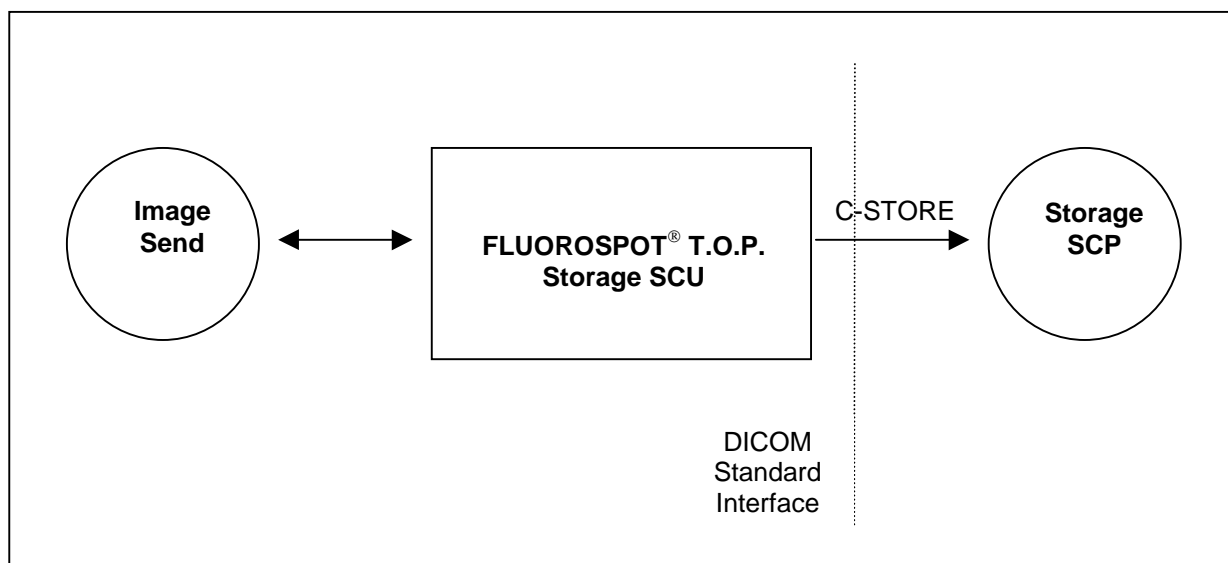 Image
Send
FLUOROSPOT® T.O.P.
Storage SCU
C-STORE
Storage
SCP
DICOM
Standard
Interface